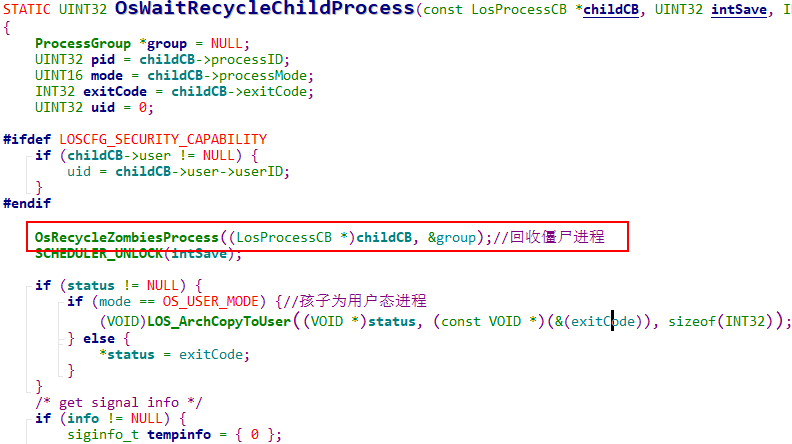 STATIC UINT32 OsWaitRecycleChildProcess(const LosProcessCB *childCB, UINT32 intSave,
{
    ProcessGroup *group = NULL;
    UINT32 pid = childCB->processID;
    UINT16 mode = childCB->processMode;
    INT32 exitCode = childCB->exitCode;
    UINT32 uid = 0;
#ifdef LOSCFG_SECURITY_CAPABILITY
    if (childCB->user != NULL) {
        uid = childCB->user->userID;
    }
#endif
    OsRecycleZombiesProcess((LosProcessCB *)childCB, &group);//回收僵尸进程
    SCHEDULER_UNLOCK(intSave);
    if (status != NULL) {
        if (mode == OS_USER_MODE) {//孩子为用户态进程
            (VOID)LOS_ArchCopyToUser((VOID *)status, (const VOID *)(&(exitCode)), sizeof(INT32));
        } else {
            *status = exitCode;
        }
    }
    /* get signal info */
    if (info != NULL) {
        siginfo_t tempinfo = { 0 };